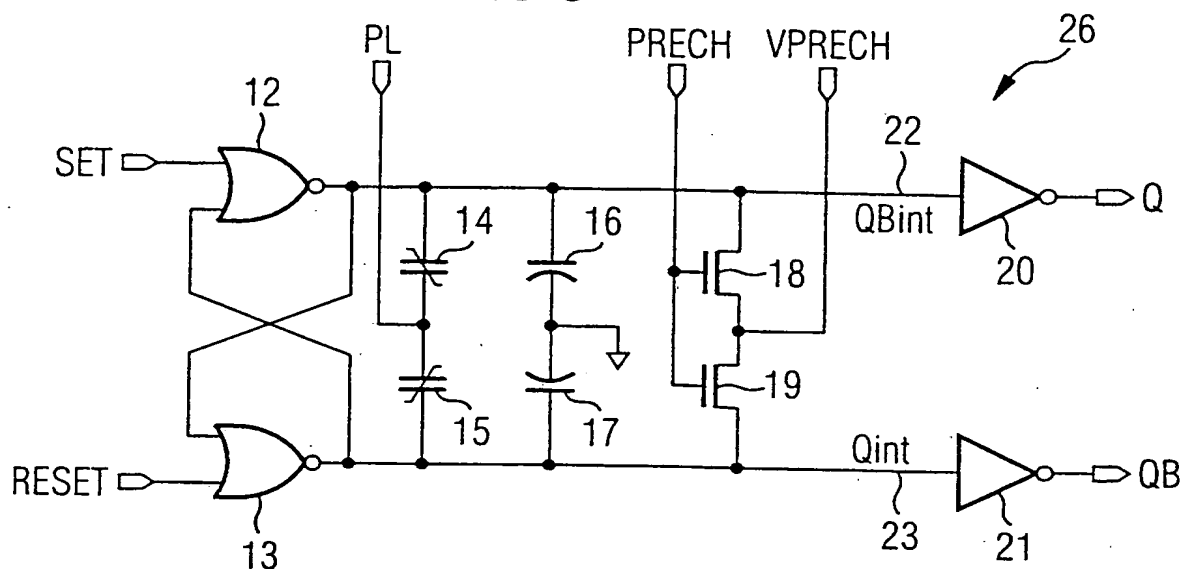 PL
PRECH
VPRECH
26
12
SET
22
14
16
QBint
Q
18
20
19
15
17
Qint
RESET
QB
23
21
13